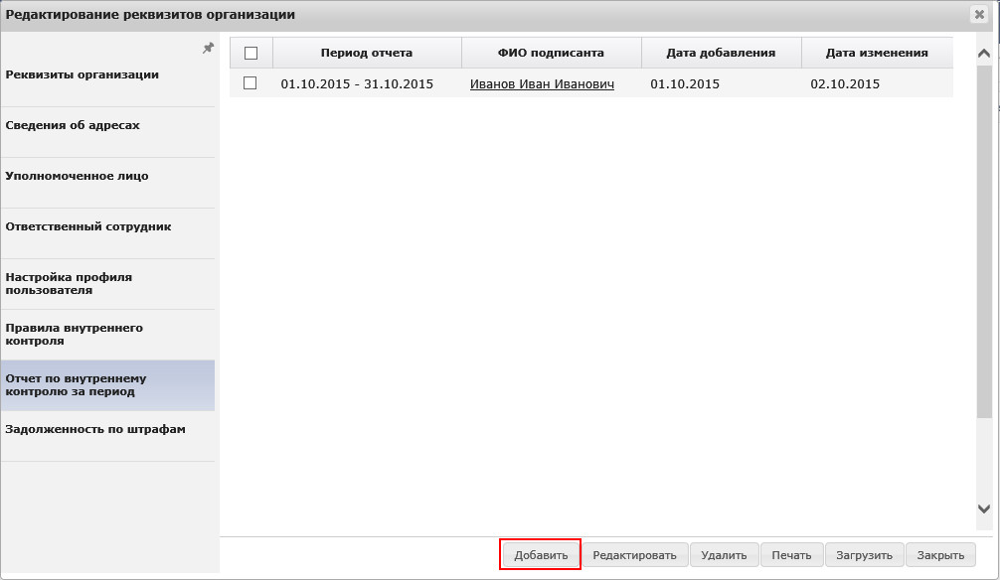 Редактирование реквизитов организации
Реквизиты организации
Сведения об адресах
Уполномоченное лицо
Ответственный сотрудник
Настройка профиля
пользователя
Правила внутреннего
контроля
Отчет по внутреннему
контролю за период
Задолженность по штрафам
Период отчета ФИО подписанта Дата добавления Дата изменения
01.10.2015 - 31.10.2015 Иванов Иван Иванович 01.10.2015 02.10.2015
Добавить Редактировать Удалить Печать Загрузить Закрыть